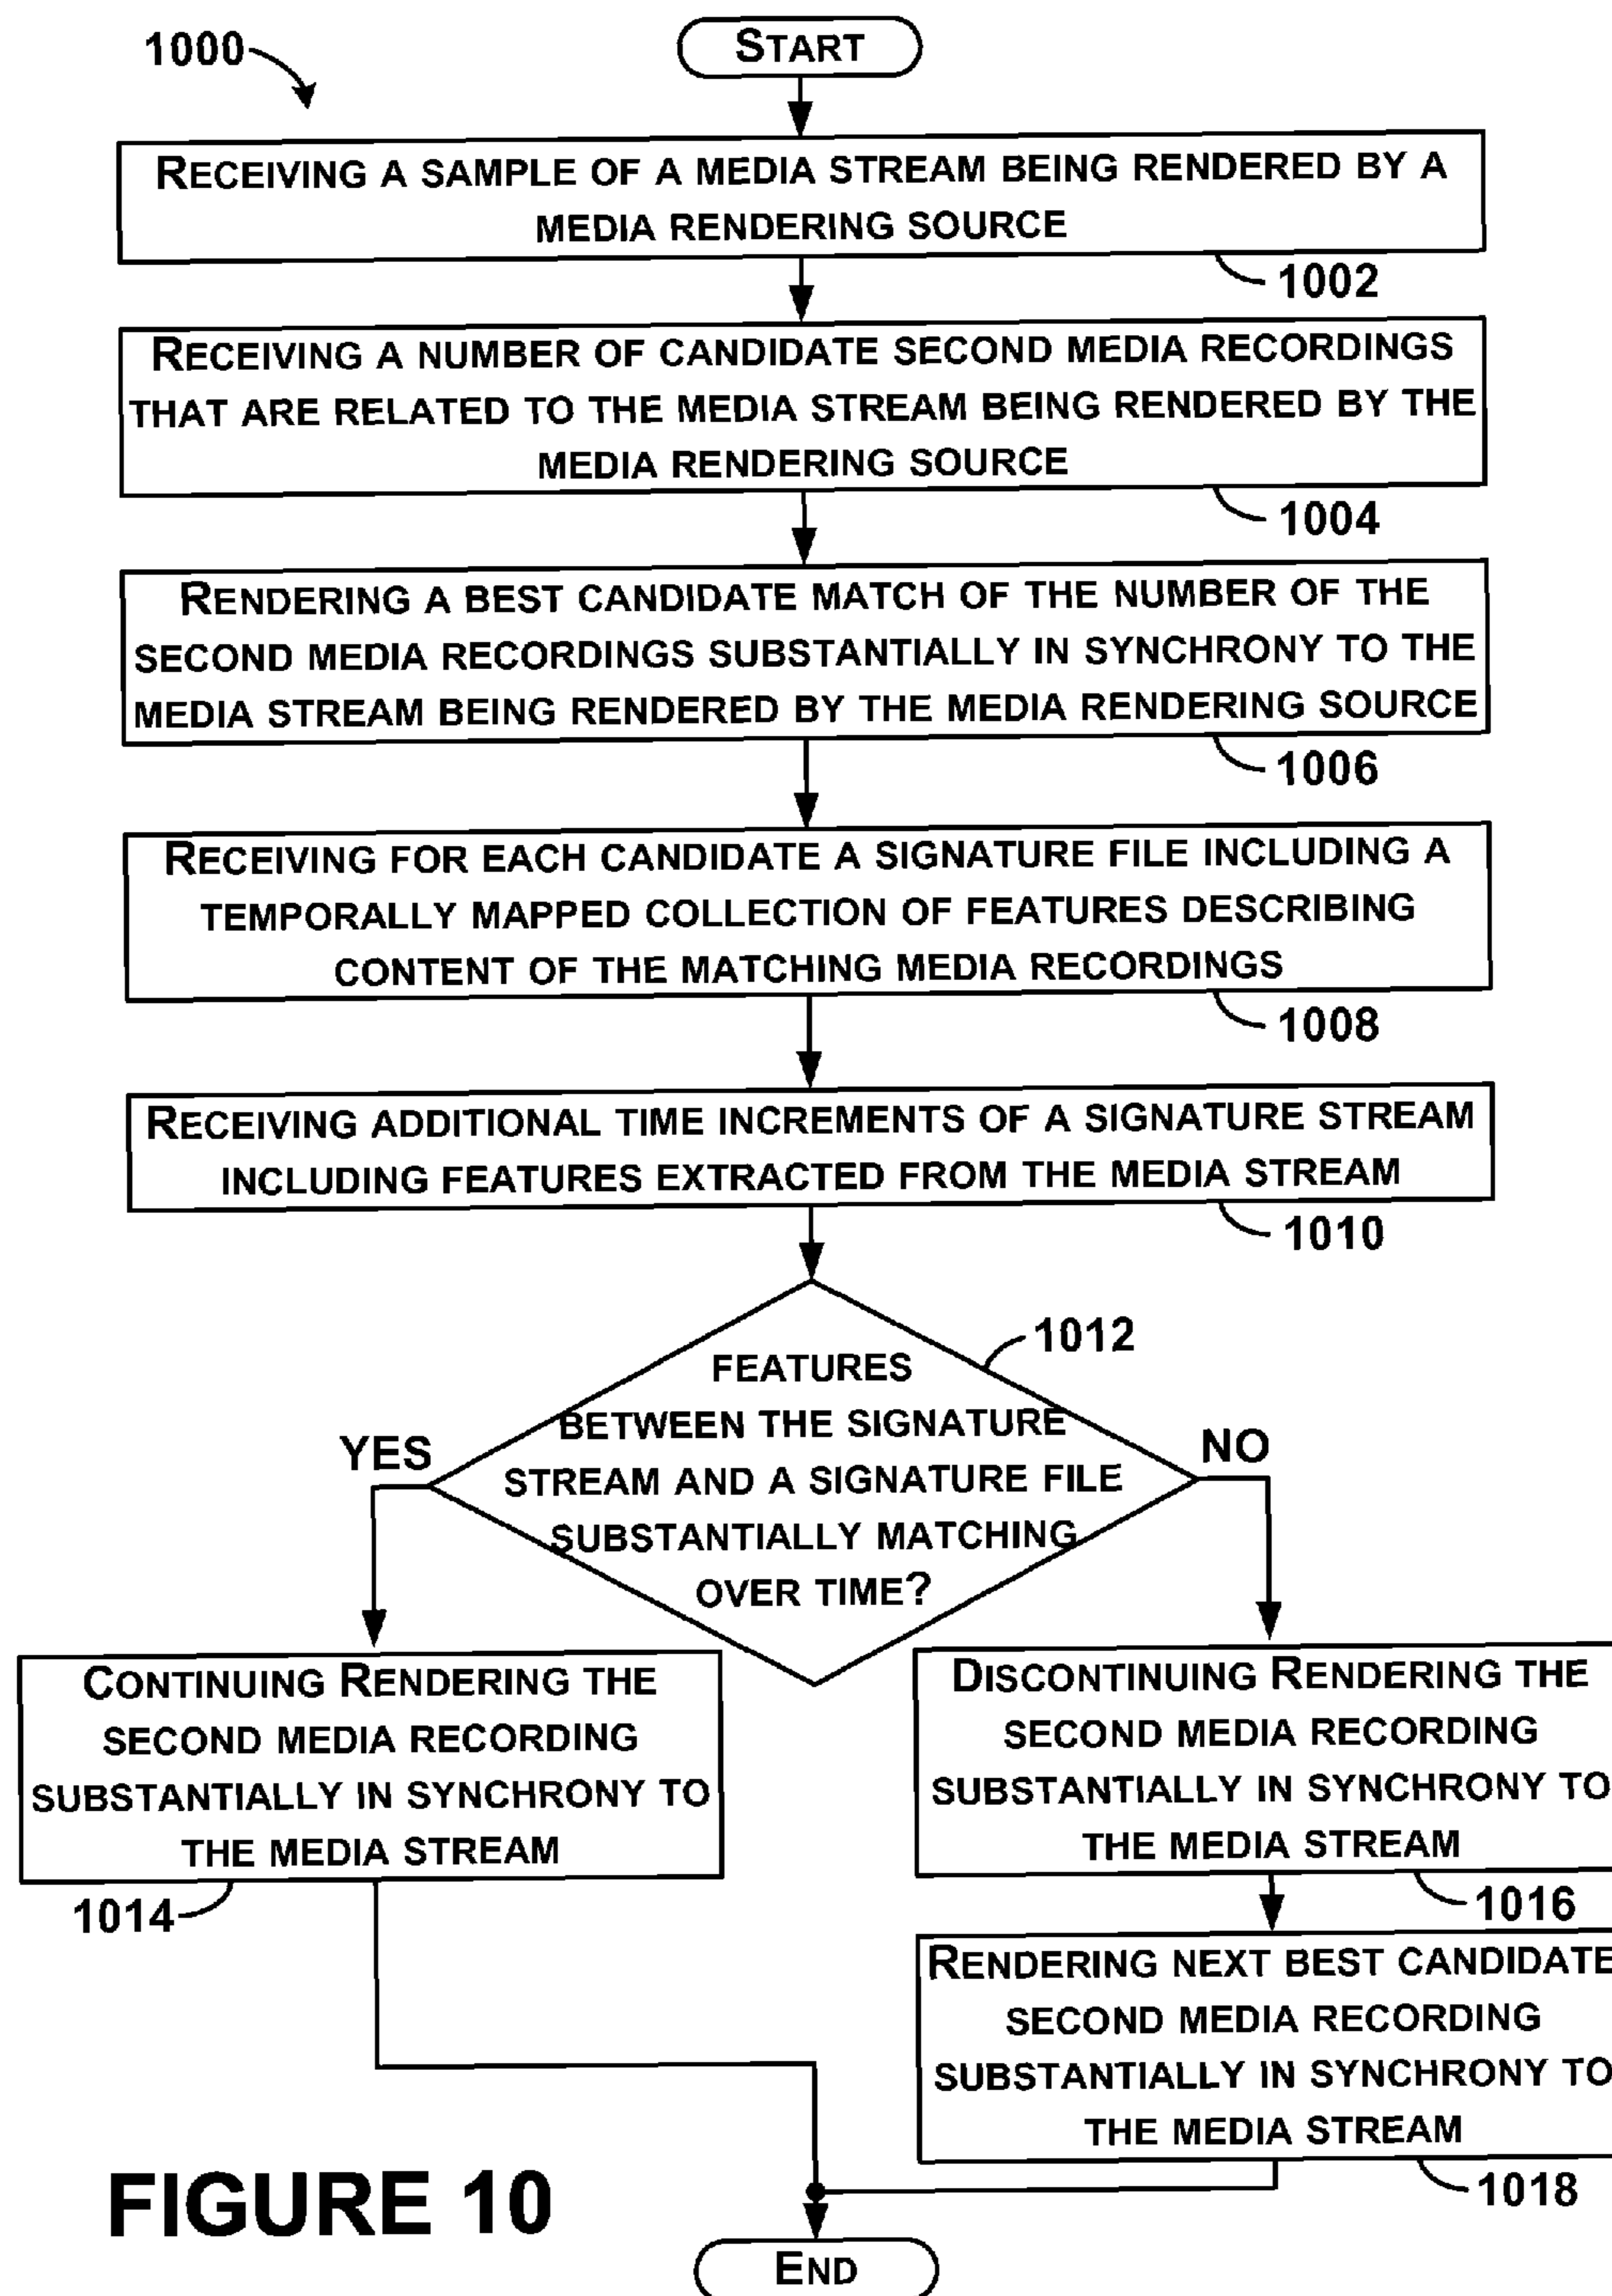 1000
START
RECEIVING A SAMPLE OF A MEDIA STREAM BEING RENDERED BY A
MEDIA RENDERING SOURCE
1002
RECEIVING A NUMBER OF CANDIDATE SECOND MEDIA RECORDINGS
THAT ARE RELATED TO THE MEDIA STREAM BEING RENDERED BY THE
MEDIA RENDERING SOURCE
1004
RENDERING A BEST CANDIDATE MATCH OF THE NUMBER OF THE
SECOND MEDIA RECORDINGS SUBSTANTIALLY IN SYNCHRONY TO THE
MEDIA STREAM BEING RENDERED BY THE MEDIA RENDERING SOURCE
1006
RECEIVING FOR EACH CANDIDATE A SIGNATURE FILE INCLUDING A
TEMPORALLY MAPPED COLLECTION OF FEATURES DESCRIBING
CONTENT OF THE MATCHING MEDIA RECORDINGS
1008
RECEIVING ADDITIONAL TIME INCREMENTS OF A SIGNATURE STREAM
INCLUDING FEATURES EXTRACTED FROM THE MEDIA STREAM
1010
1012
FEATURES
BETWEEN THE SIGNATURE
STREAM AND A SIGNATURE FILE
SUBSTANTIALLY MATCHING
OVER TIME?
YES
NO
CONTINUING RENDERING THE
SECOND MEDIA RECORDING
SUBSTANTIALLY IN SYNCHRONY TO
THE MEDIA STREAM
1014
DISCONTINUING RENDERING THE
SECOND MEDIA RECORDING
SUBSTANTIALLY IN SYNCHRONY TO
THE MEDIA STREAM
1016
RENDERING NEXT BEST CANDIDATE
SECOND MEDIA RECORDING
SUBSTANTIALLY IN SYNCHRONY TO
THE MEDIA STREAM
1018
FIGURE 10
END